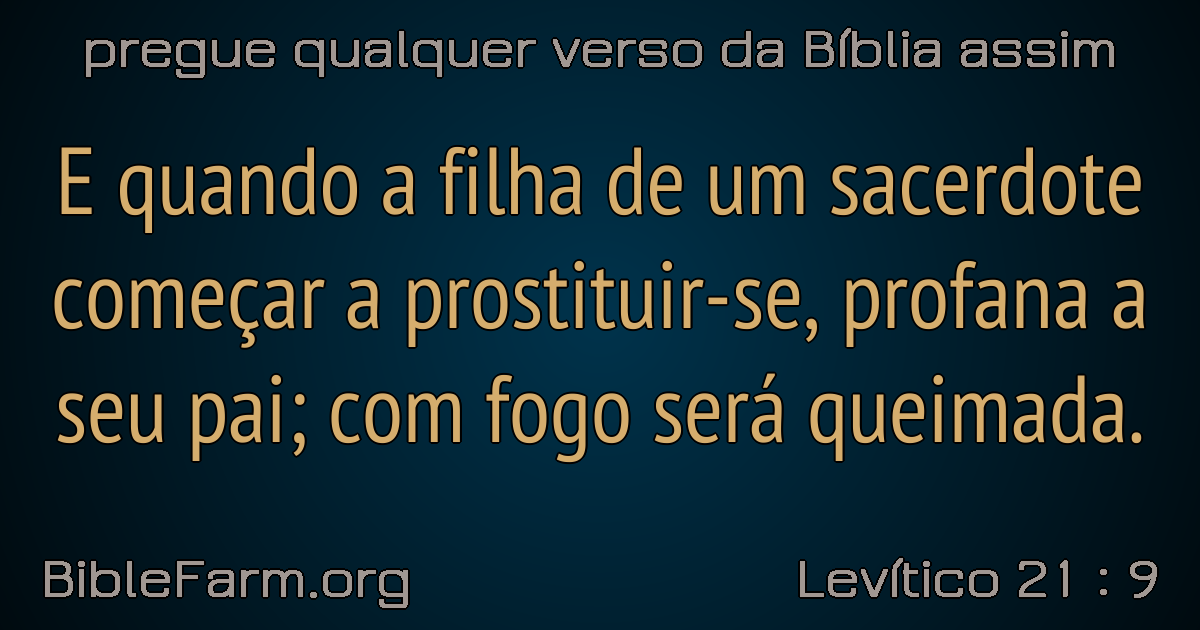 pregue qualquer verso da Bíblia assim
E quando a filha de um sacerdote
começar a prostituir-se, profana a
seu pai; com fogo será queimada.
BibleFarm.org
Levítico 21 : 9